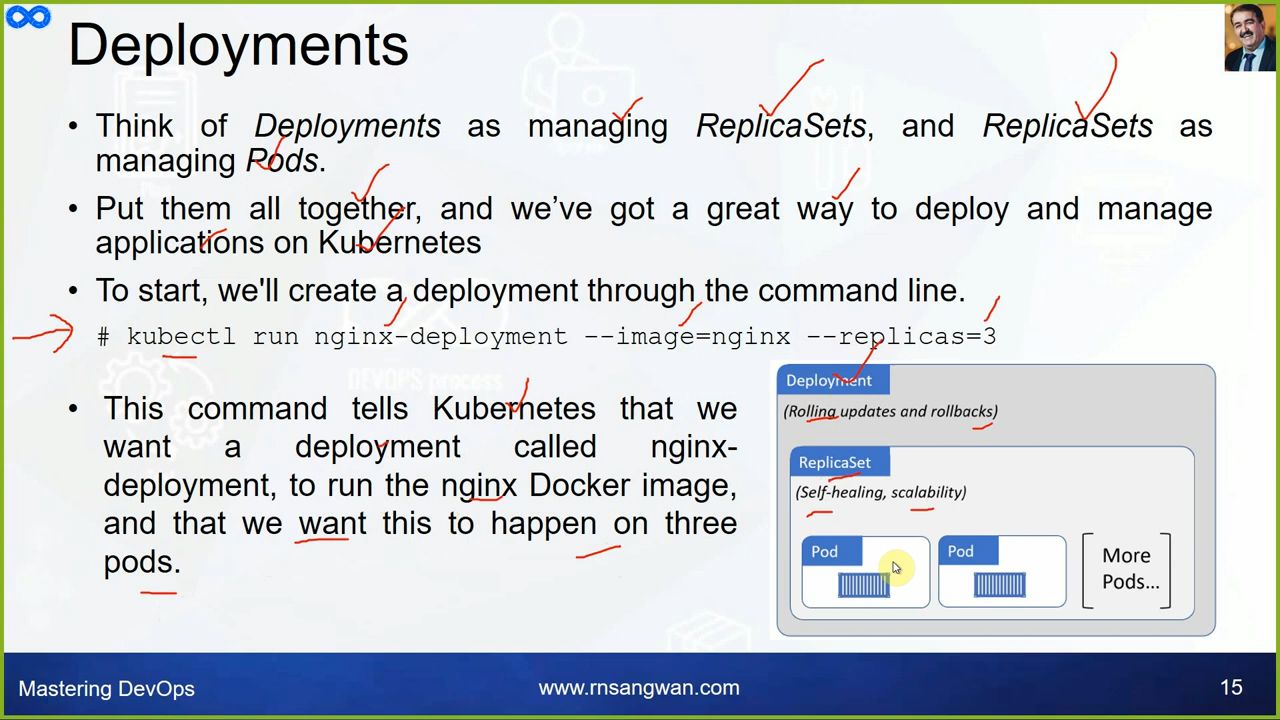 Deployments
• Think of Deployments as managing ReplicaSets, and ReplicaSets as
managing Pods.
• Put them all together, and we've got a great way to deploy and manage
applications on Kubernetes
• To start, we'll create a deployment through the command line.
# kubectl run nginx-deployment --image=nginx --replicas=3
• This command tells Kubernetes that we
want a deployment called nginx-
deployment, to run the nginx Docker image,
and that we want this to happen on three
pods.
Deployment
(Rolling updates and rollbacks)
ReplicaSet
(Self-healing, scalability)
Pod
Pod
More
Pods...
DEVOPS process
Mastering DevOps
www.rnsangwan.com
15